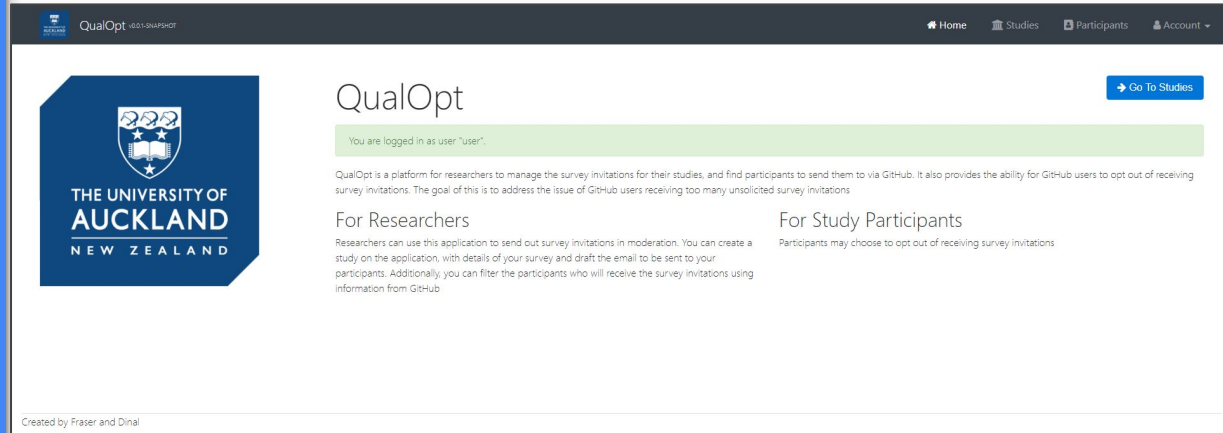 QualOpt v0.0.1-SNAPSHOT
Home
Studies
Participants
Account
THE UNIVERSITY OF
AUCKLAND
NEW ZEALAND
QualOpt
Go To Studies
You are logged in as user "user".
QualOpt is a platform for researchers to manage the survey invitations for their studies, and find participants to send them to via GitHub. It also provides the ability for GitHub users to opt out of receiving
survey invitations. The goal of this is to address the issue of GitHub users receiving too many unsolicited survey invitations
For Researchers
Researchers can use this application to send out survey invitations in moderation. You can create a
study on the application, with details of your survey and draft the email to be sent to your
participants. Additionally, you can filter the participants who will receive the survey invitations using
information from GitHub
For Study Participants
Participants may choose to opt out of receiving survey invitations
Created by Fraser and Dinal